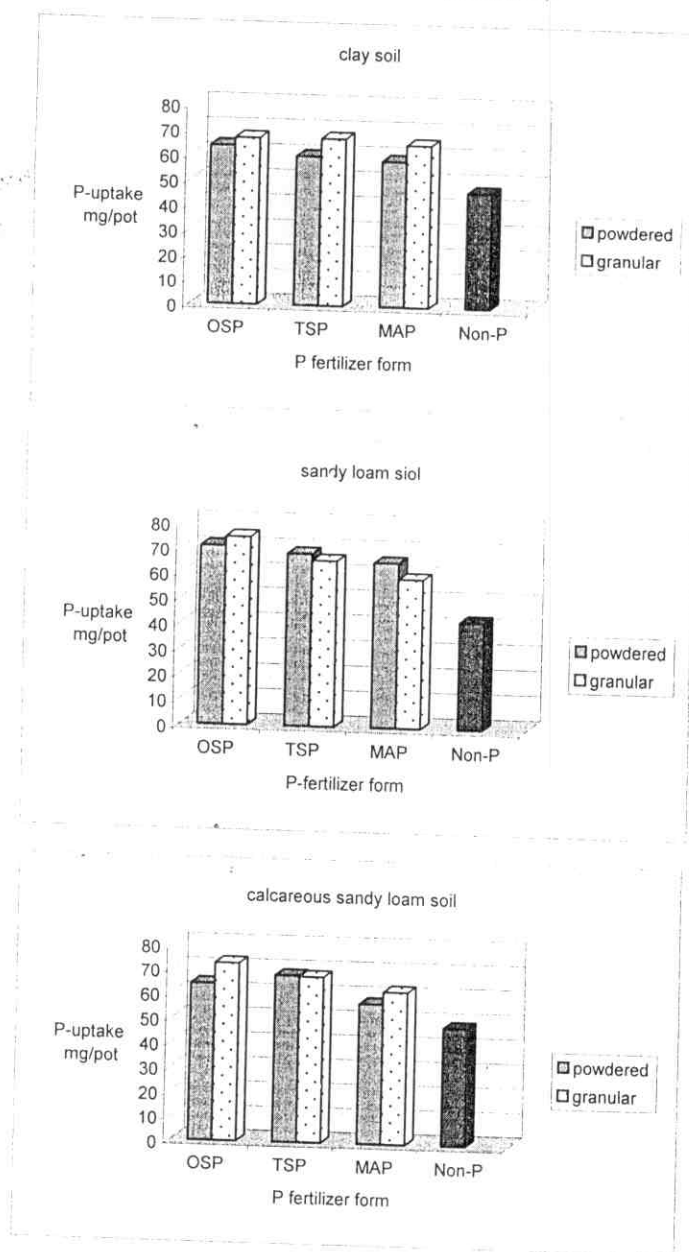 clay soil
80
70
60
50
40
30
20
10
0
P-uptake
mg/pot
OSP TSP MAP Non-P
P fertilizer form
powdered
granular
sandy loam siol
80
70
60
50
40
30
20
10
0
P-uptake
mg/pot
OSP TSP MAP Non-P
P-fertilizer form
powdered
granular
calcareous sandy loam soil
80
70
60
50
40
30
20
10
0
P-uptake
mg/pot
OSP TSP MAP Non-P
P fertilizer form
powdered
granular